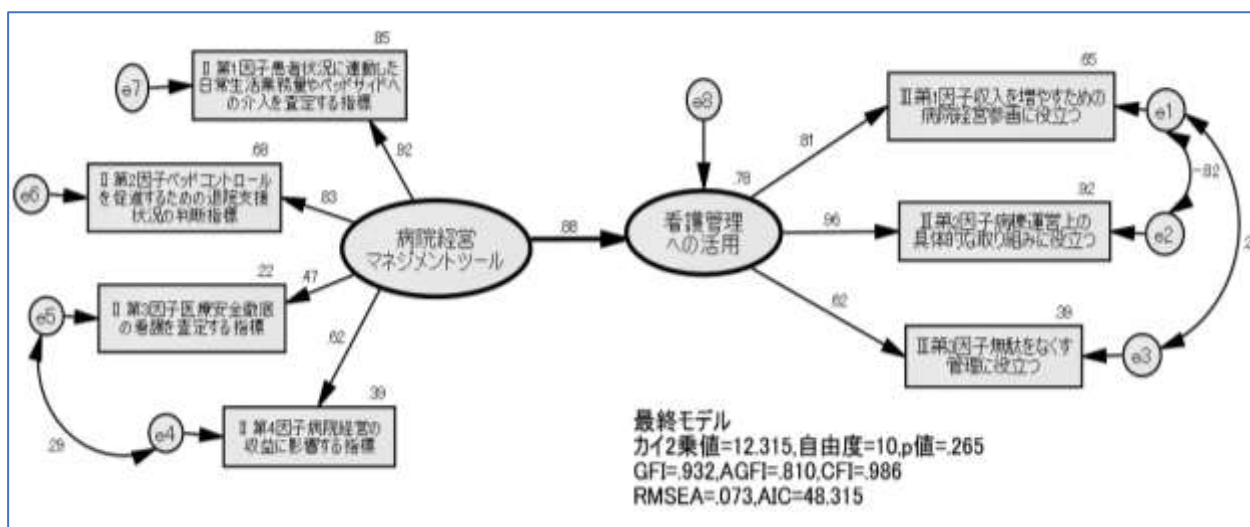 .85
Ⅱ 第1因子患者状況に連動した
日常生活業務量やベッドサイドへ
の介入を査定する指標
e7
.92
.68
Ⅱ 第2因子ベッドコントロール
を促進するための退院支援
状況の判断指標
e6
.83
病院経営
マネジメントツール
.22
Ⅱ 第3因子医療安全徹底
の看護を査定する指標
e5
.47
.62
.39
Ⅱ 第4因子病院経営の
収益に影響する指標
e4
.29
.88
e8
.78
看護管理
への活用
.81
.65
Ⅲ第1因子収入を増やすための
病院経営参画に役立つ
e1
-.82
.96
.92
Ⅲ第2因子病棟運営上の
具体的な取り組みに役立つ
e2
.62
.39
Ⅲ第3因子無駄をなくす
管理に役立つ
e3
最終モデル
カイ2乗値=12.315,自由度=10,p値=.265
GFI=.932,AGFI=.810,CFI=.986
RMSEA=.073,AIC=48.315